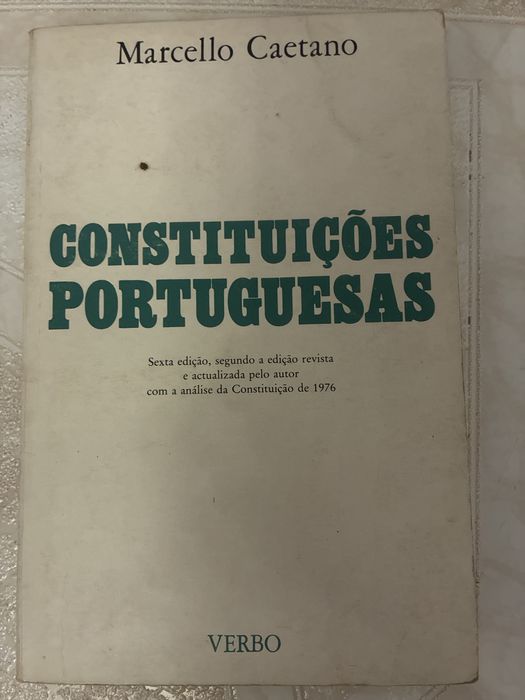 Marcello Caetano
CONSTITUIÇÕES
PORTUGUESAS
Sexta edição, segundo a edição revista
e actualizada pelo autor
com a análise da Constituição de 1976
VERBO